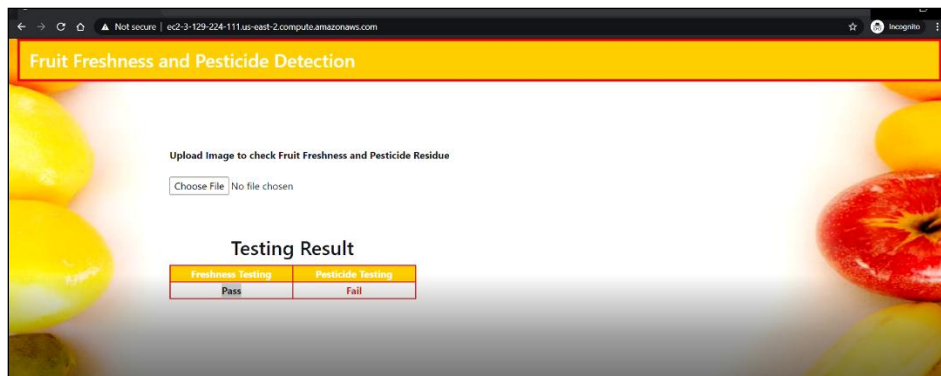 Not secure | ec2-3-129-224-111.us-east-2.compute.amazonaws.com
Incognito
Fruit Freshness and Pesticide Detection
Upload Image to check Fruit Freshness and Pesticide Residue
Choose File No file chosen
Testing Result
Freshness Testing Pesticide Testing
Pass Fail